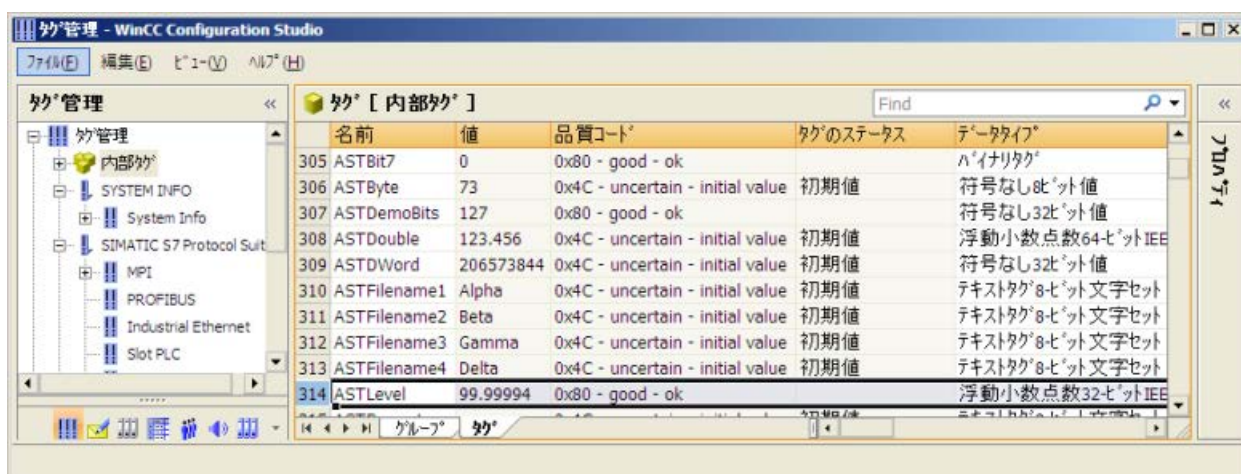 ﾀｸﾞ管理 - WinCC Configuration Studio
ﾌｧｲﾙ(F) 編集(E) ﾋﾞｭｰ(V) ﾍﾙﾌﾟ(H)
ﾀｸﾞ管理 «
ﾀｸﾞ管理
内部ﾀｸﾞ
SYSTEM INFO
System Info
SIMATIC S7 Protocol Suit
MPI
PROFIBUS
Industrial Ethernet
Slot PLC
ﾀｸﾞ [ 内部ﾀｸﾞ ] Find
名前 値 品質ｺｰﾄﾞ ﾀｸﾞのｽﾃｰﾀｽ ﾃﾞｰﾀﾀｲﾌﾟ
305 ASTBit7 0 0x80 - good - ok ﾊﾞｲﾅﾘﾀｸﾞ
306 ASTByte 73 0x4C - uncertain - initial value 初期値 符号なし8ﾋﾞｯﾄ値
307 ASTDemoBits 127 0x80 - good - ok 符号なし32ﾋﾞｯﾄ値
308 ASTDouble 123.456 0x4C - uncertain - initial value 初期値 浮動小数点数64-ﾋﾞｯﾄIEE
309 ASTDWord 206573844 0x4C - uncertain - initial value 初期値 符号なし32ﾋﾞｯﾄ値
310 ASTFilename1 Alpha 0x4C - uncertain - initial value 初期値 ﾃｷｽﾄﾀｸﾞ8-ﾋﾞｯﾄ文字ｾｯﾄ
311 ASTFilename2 Beta 0x4C - uncertain - initial value 初期値 ﾃｷｽﾄﾀｸﾞ8-ﾋﾞｯﾄ文字ｾｯﾄ
312 ASTFilename3 Gamma 0x4C - uncertain - initial value 初期値 ﾃｷｽﾄﾀｸﾞ8-ﾋﾞｯﾄ文字ｾｯﾄ
313 ASTFilename4 Delta 0x4C - uncertain - initial value 初期値 ﾃｷｽﾄﾀｸﾞ8-ﾋﾞｯﾄ文字ｾｯﾄ
314 ASTLevel 99.99994 0x80 - good - ok 浮動小数点数32-ﾋﾞｯﾄIEE
ｸﾞﾙｰﾌﾟ ﾀｸﾞ
«
ﾌﾟﾛﾊﾟﾃｨ